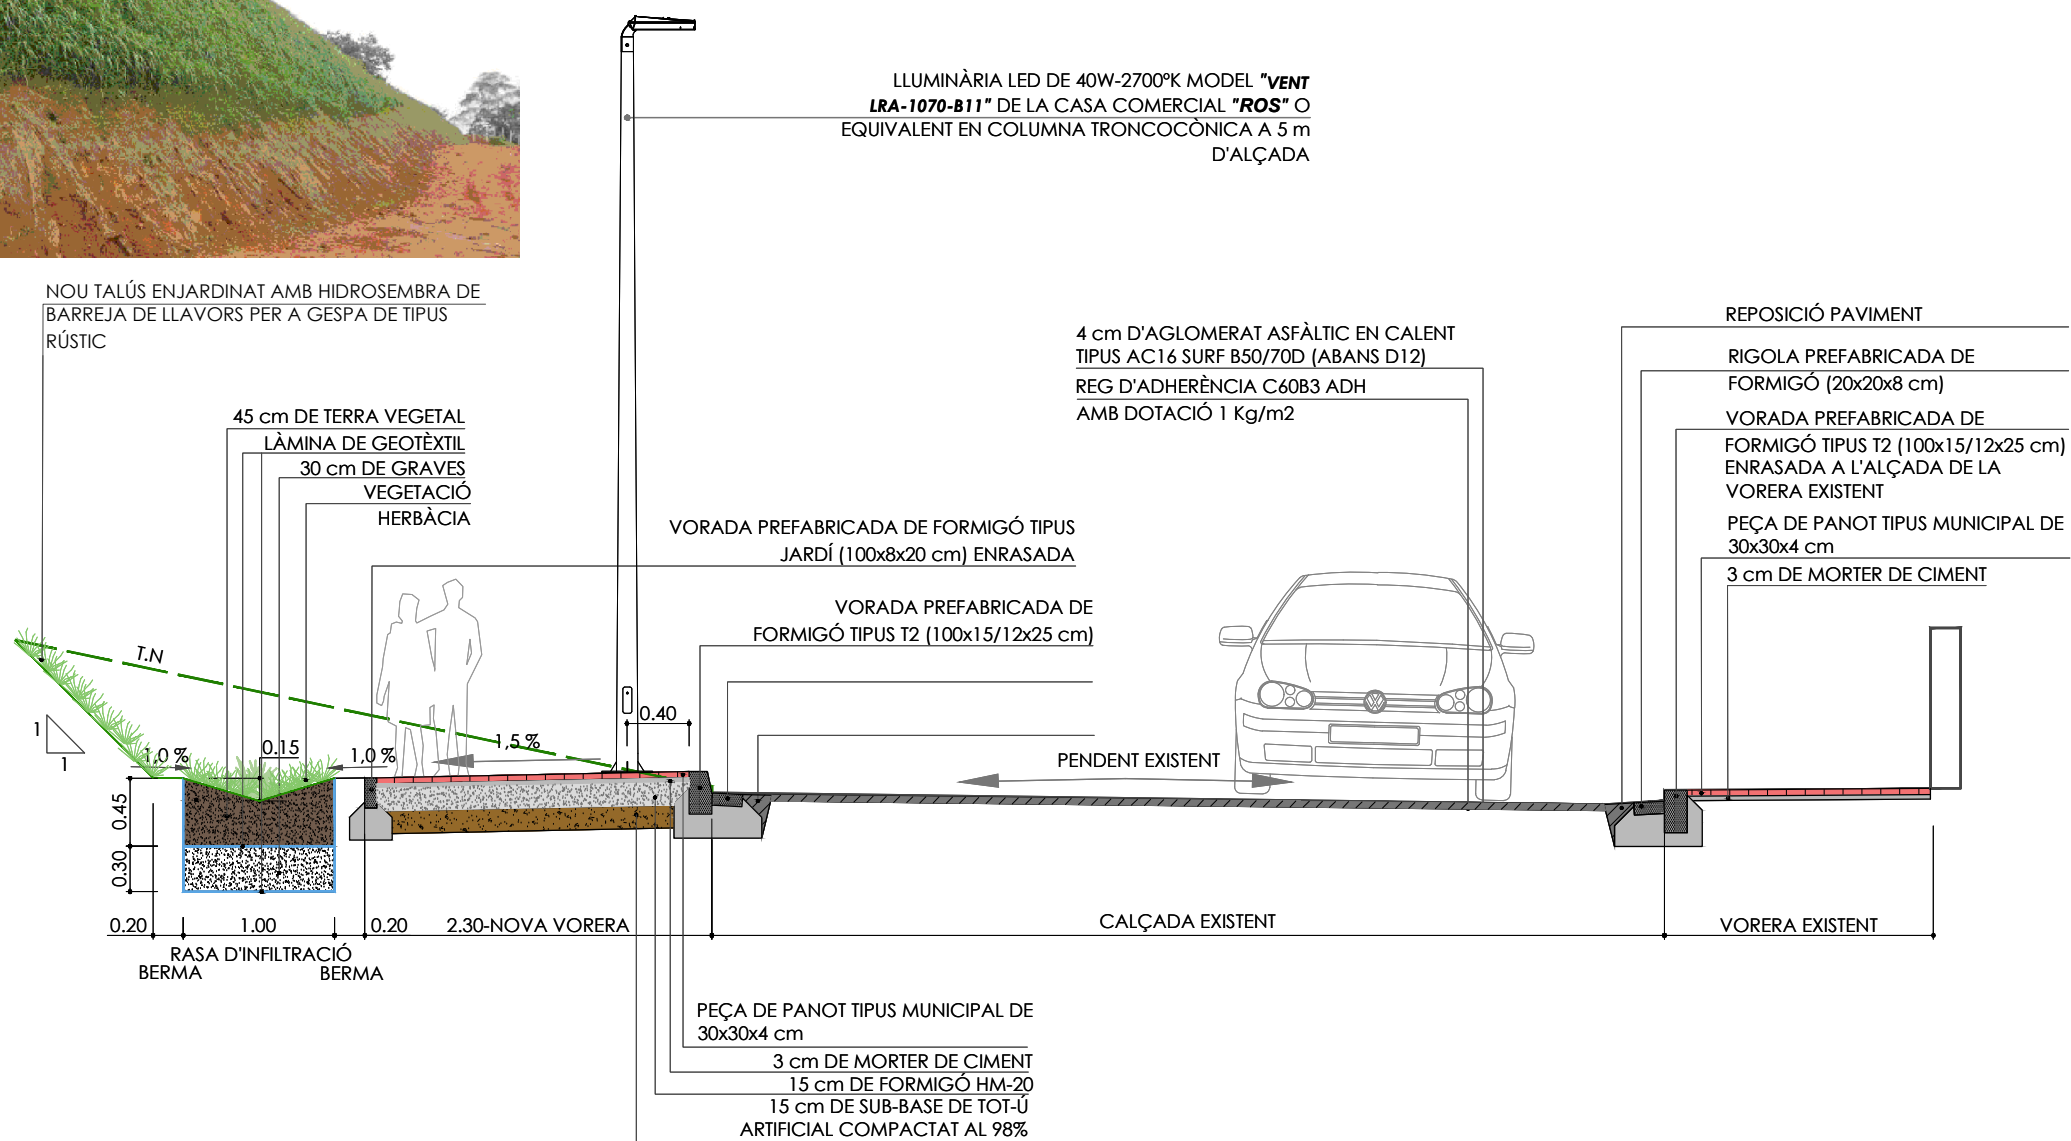 LLUMINÀRIA LED DE 40W-2700ºK MODEL "VENT
LRA-1070-B11" DE LA CASA COMERCIAL "ROS" O
EQUIVALENT EN COLUMNA TRONCOCÒNICA A 5 m
D'ALÇADA
NOU TALÚS ENJARDINAT AMB HIDROSEMBRA DE
BARREJA DE LLAVORS PER A GESPA DE TIPUS
RÚSTIC
45 cm DE TERRA VEGETAL
LÀMINA DE GEOTÈXTIL
30 cm DE GRAVES
VEGETACIÓ
HERBÀCIA
4 cm D'AGLOMERAT ASFÀLTIC EN CALENT
TIPUS AC16 SURF B50/70D (ABANS D12)
REG D'ADHERÈNCIA C60B3 ADH
AMB DOTACIÓ 1 Kg/m2
REPOSICIÓ PAVIMENT
RIGOLA PREFABRICADA DE
FORMIGÓ (20x20x8 cm)
VORADA PREFABRICADA DE
FORMIGÓ TIPUS T2 (100x15/12x25 cm)
ENRASADA A L'ALÇADA DE LA
VORERA EXISTENT
PEÇA DE PANOT TIPUS MUNICIPAL DE
30x30x4 cm
3 cm DE MORTER DE CIMENT
VORADA PREFABRICADA DE FORMIGÓ TIPUS
JARDÍ (100x8x20 cm) ENRASADA
VORADA PREFABRICADA DE
FORMIGÓ TIPUS T2 (100x15/12x25 cm)
T.N
0.40
1
1
1,0 %
0.15
1,0 %
1,5 %
PENDENT EXISTENT
0.45
0.30
0.20
1.00
0.20
2.30-NOVA VORERA
CALÇADA EXISTENT
VORERA EXISTENT
RASA D'INFILTRACIÓ
BERMA
BERMA
PEÇA DE PANOT TIPUS MUNICIPAL DE
30x30x4 cm
3 cm DE MORTER DE CIMENT
15 cm DE FORMIGÓ HM-20
15 cm DE SUB-BASE DE TOT-Ú
ARTIFICIAL COMPACTAT AL 98%